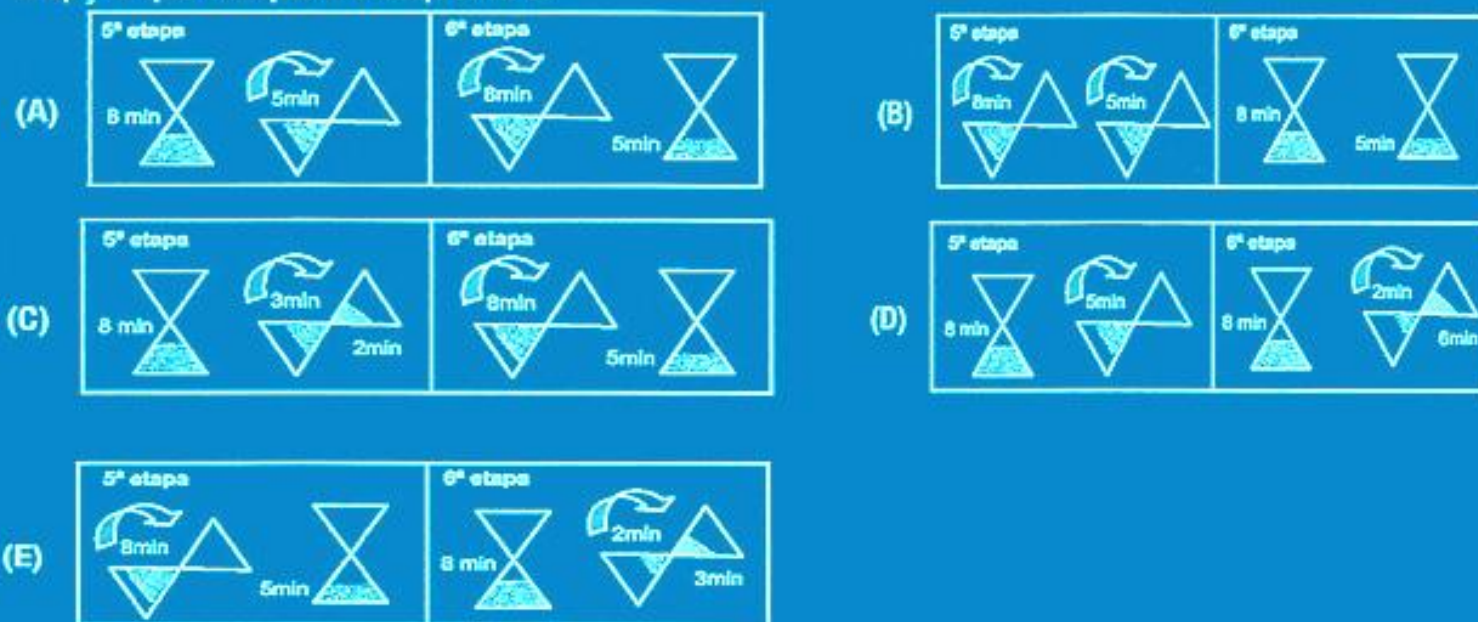 (A)
5ª etapa
8 min
5min
6ª etapa
8min
5min
(B)
5ª etapa
8min
5min
6ª etapa
8 min
5min
(C)
5ª etapa
8 min
3min
2min
6ª etapa
8min
5min
(D)
5ª etapa
8 min
5min
6ª etapa
8 min
2min
6min
(E)
5ª etapa
8min
5min
6ª etapa
8 min
2min
3min